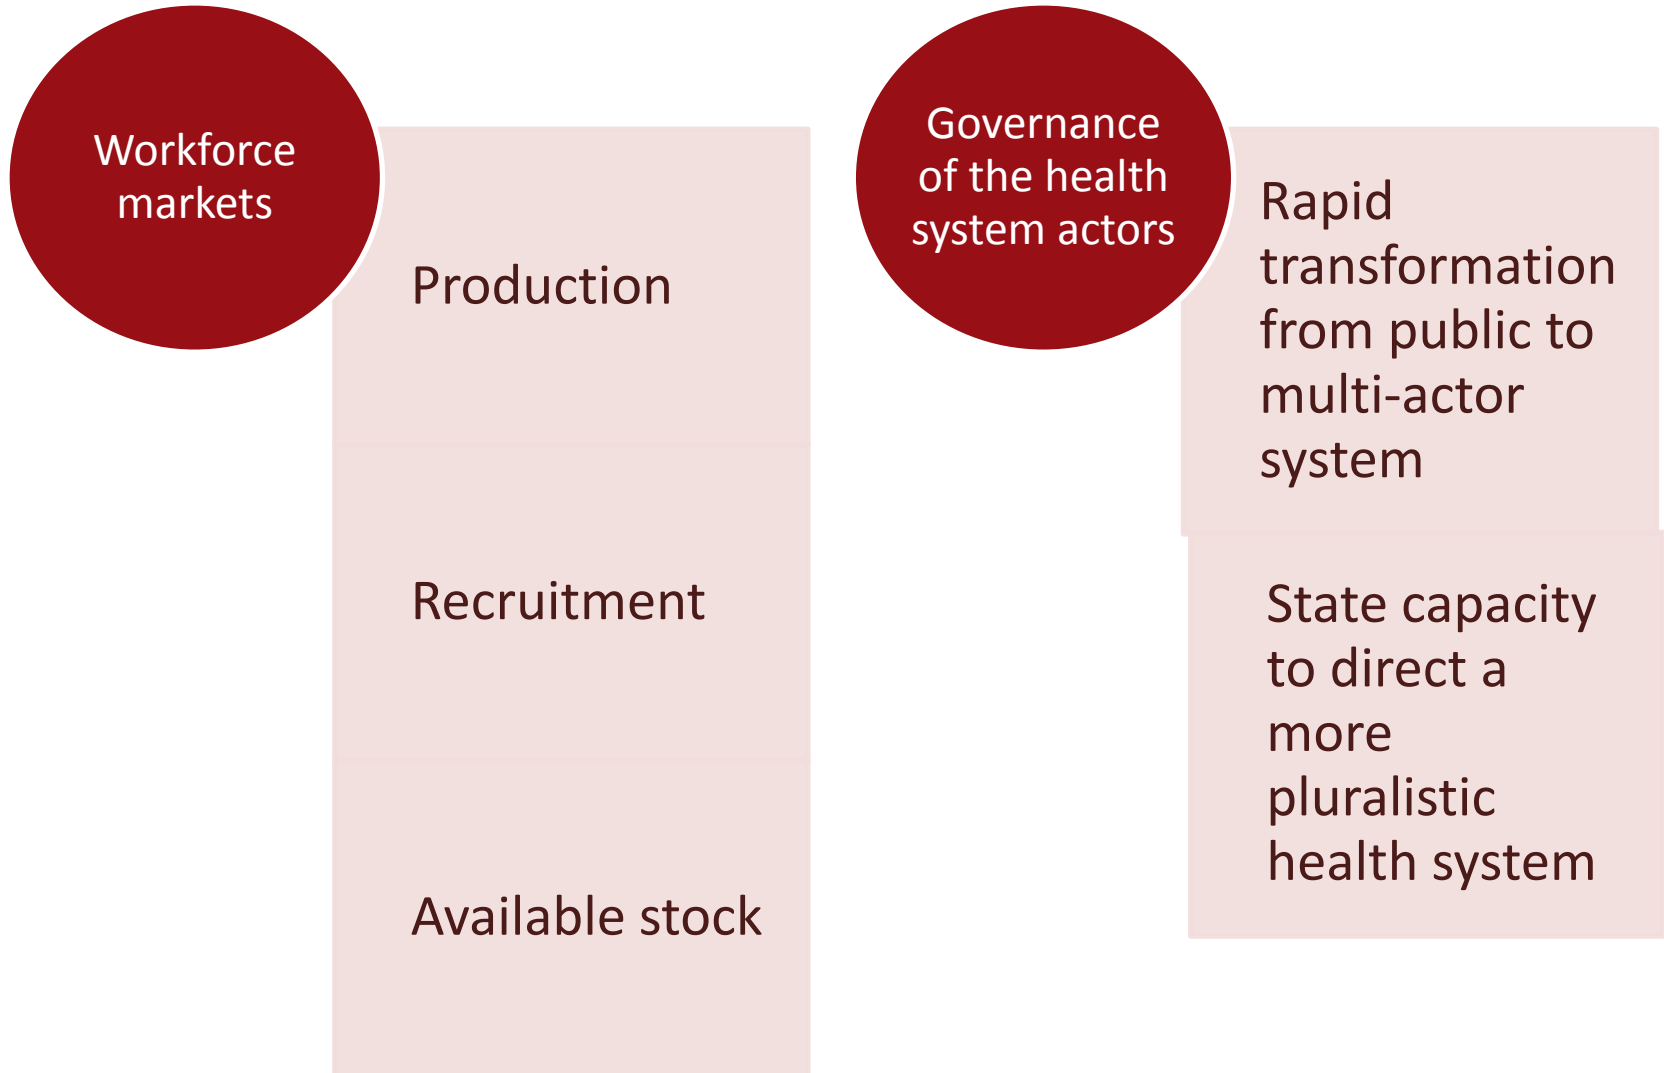 Workforce
markets
Production
Recruitment
Available stock
Governance
of the health
system actors
Rapid
transformation
from public to
multi-actor
system
State capacity
to direct a
more
pluralistic
health system